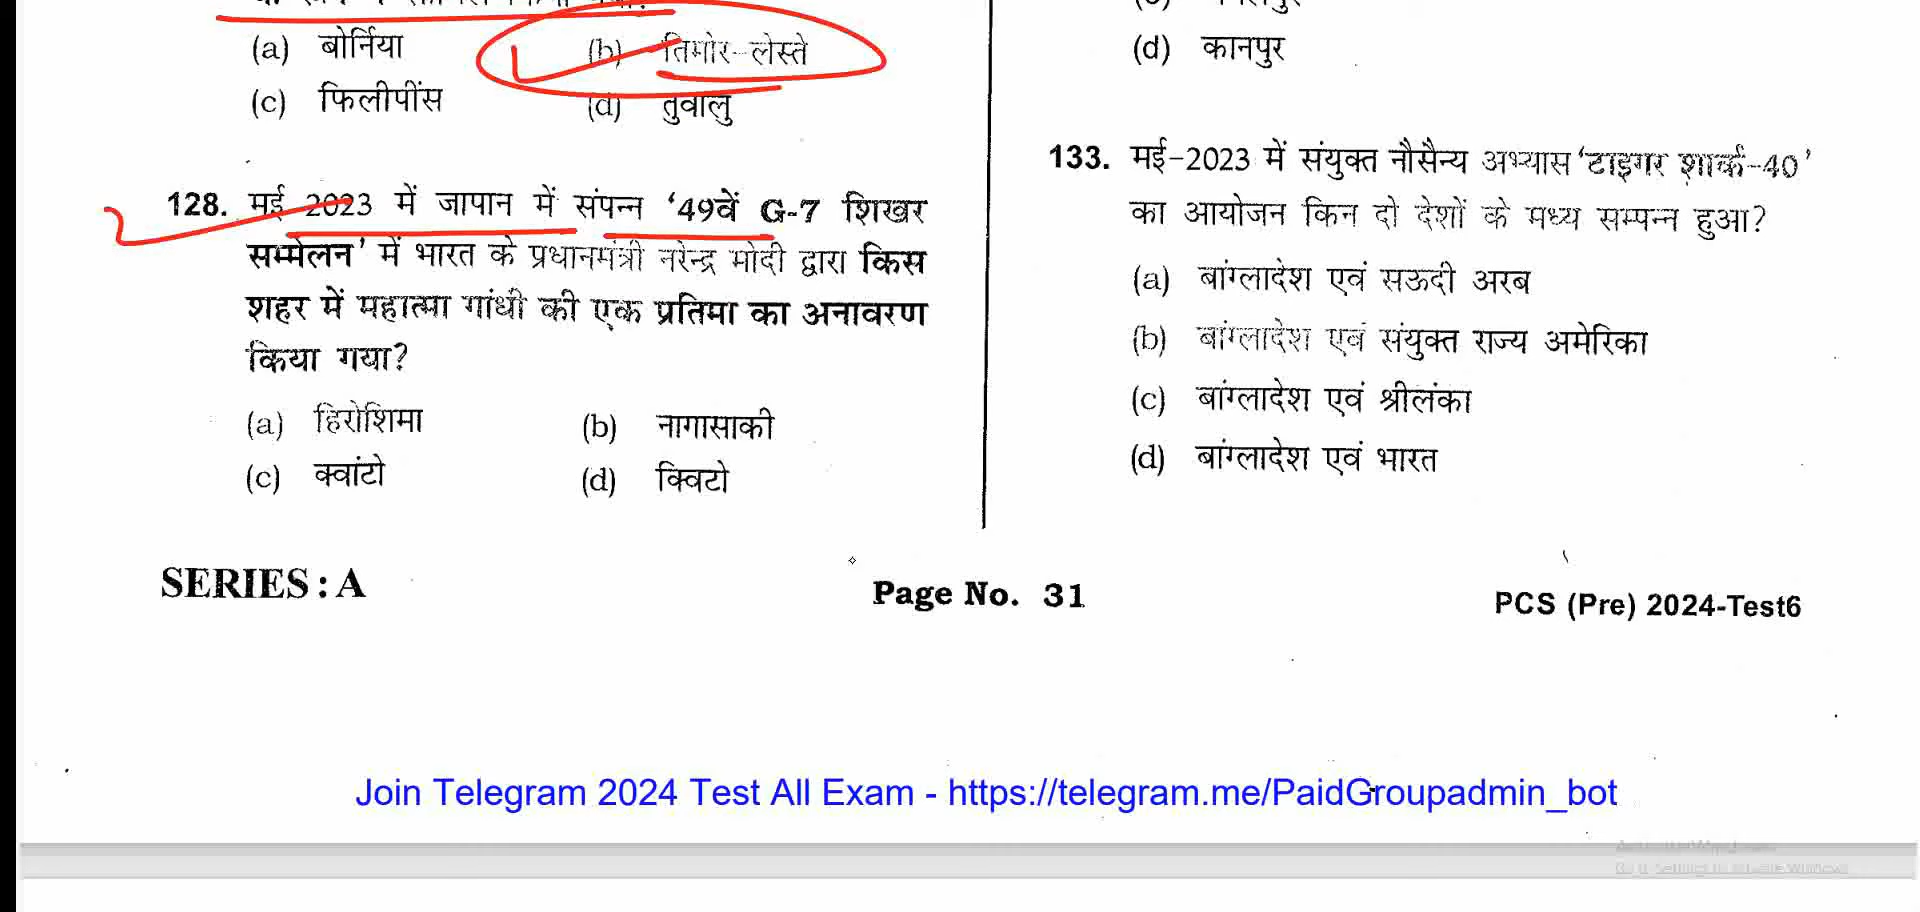 (a) बोर्निया (b) तिमोर-लेस्ते
(c) फिलीपींस (d) तुवालु
128. मई 2023 में जापान में संपन्न ‘49वें G-7 शिखर
सम्मेलन’ में भारत के प्रधानमंत्री नरेन्द्र मोदी द्वारा किस
शहर में महात्मा गांधी की एक प्रतिमा का अनावरण
किया गया?
(a) हिरोशिमा (b) नागासाकी
(c) क्वांटो (d) क्विटो
(d) कानपुर
133. मई-2023 में संयुक्त नौसैन्य अभ्यास ‘टाइगर शार्क-40’
का आयोजन किन दो देशों के मध्य सम्पन्न हुआ?
(a) बांग्लादेश एवं सऊदी अरब
(b) बांग्लादेश एवं संयुक्त राज्य अमेरिका
(c) बांग्लादेश एवं श्रीलंका
(d) बांग्लादेश एवं भारत
SERIES : A
Page No. 31
PCS (Pre) 2024-Test6
Join Telegram 2024 Test All Exam - https://telegram.me/PaidGroupadmin_bot